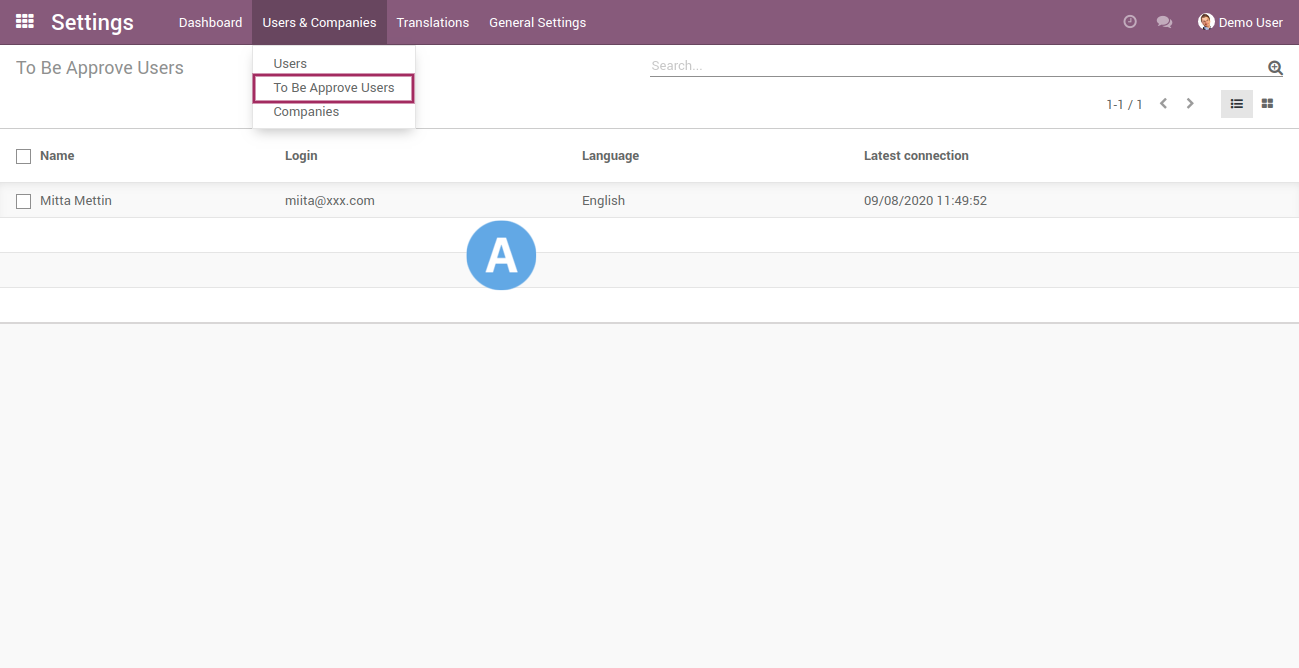 Settings Dashboard Users & Companies Translations General Settings Demo User
To Be Approve Users
Users
To Be Approve Users
Companies
Search...
1-1 / 1
Name Login Language Latest connection
Mitta Mettin miita@xxx.com English 09/08/2020 11:49:52
A